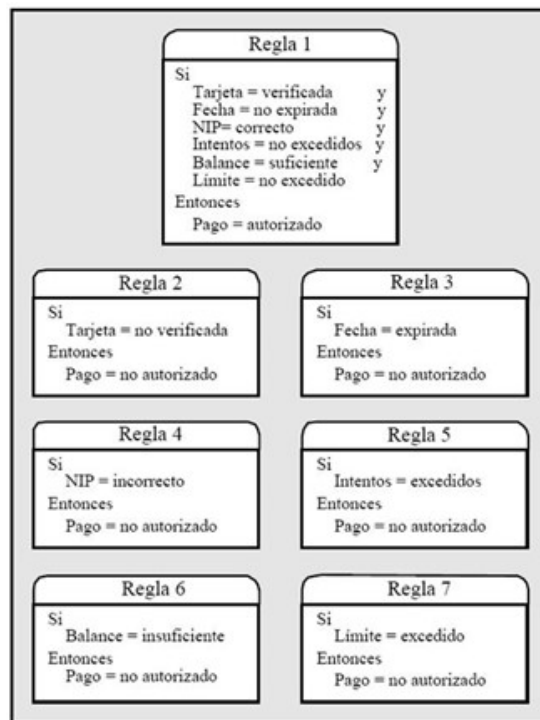 Regla 1
Si
Tarjeta = verificada y
Fecha = no expirada y
NIP= correcto y
Intentos = no excedidos y
Balance = suficiente y
Límite = no excedido
Entonces
Pago = autorizado
Regla 2
Si
Tarjeta = no verificada
Entonces
Pago = no autorizado
Regla 3
Si
Fecha = expirada
Entonces
Pago = no autorizado
Regla 4
Si
NIP = incorrecto
Entonces
Pago = no autorizado
Regla 5
Si
Intentos = excedidos
Entonces
Pago = no autorizado
Regla 6
Si
Balance = insuficiente
Entonces
Pago = no autorizado
Regla 7
Si
Límite = excedido
Entonces
Pago = no autorizado